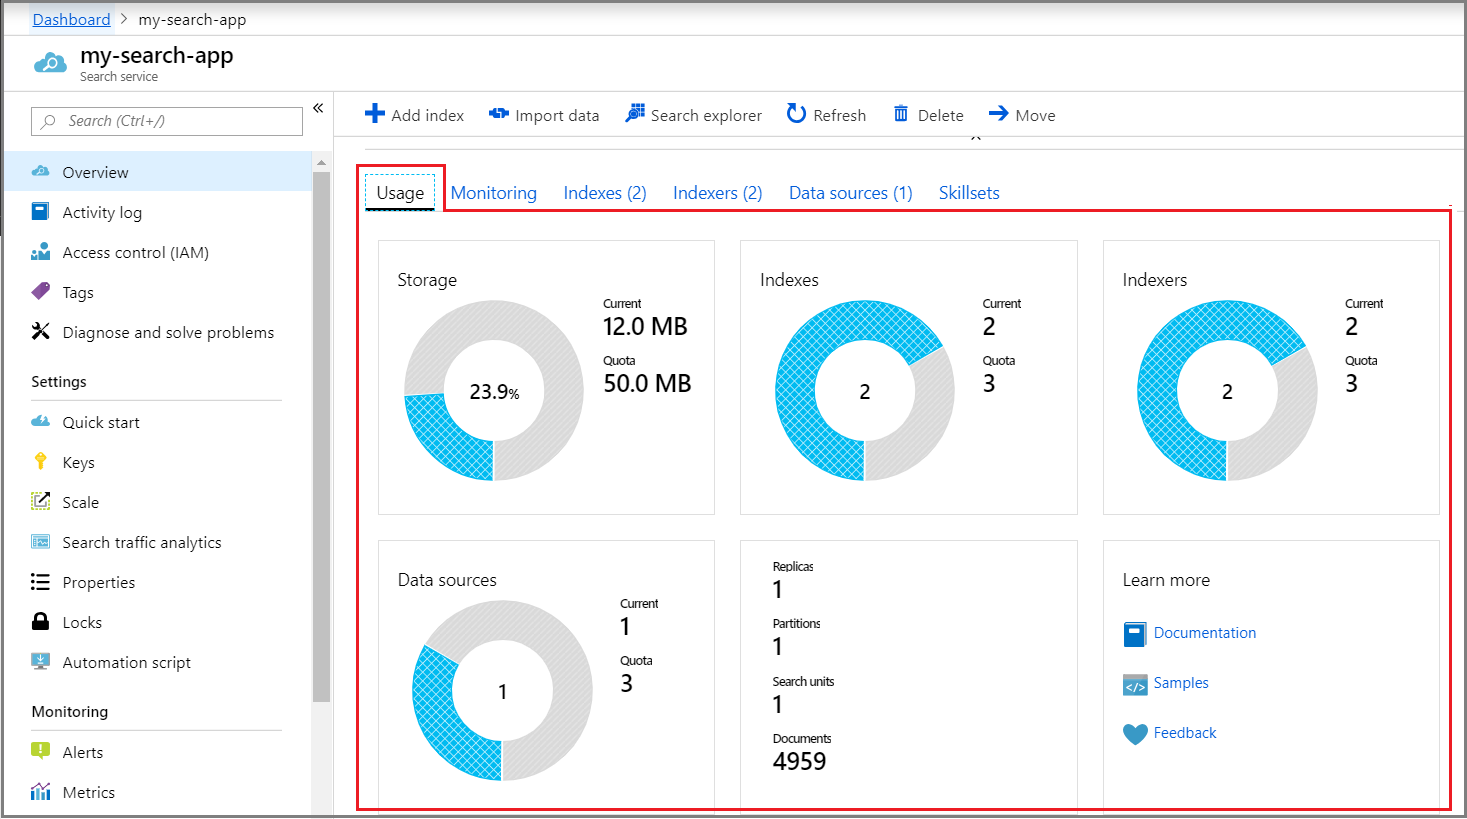 Dashboard > my-search-app
my-search-app
Search service
Search (Ctrl+/)
«
Overview
Activity log
Access control (IAM)
Tags
Diagnose and solve problems
Settings
Quick start
Keys
Scale
Search traffic analytics
Properties
Locks
Automation script
Monitoring
Alerts
Metrics
Add index Import data Search explorer Refresh Delete Move
Usage Monitoring Indexes (2) Indexers (2) Data sources (1) Skillsets
Storage
23.9%
Current
12.0 MB
Quota
50.0 MB
Indexes
2
Current
2
Quota
3
Indexers
2
Current
2
Quota
3
Data sources
1
Current
1
Quota
3
Replicas
1
Partitions
1
Search units
1
Documents
4959
Learn more
Documentation
Samples
Feedback